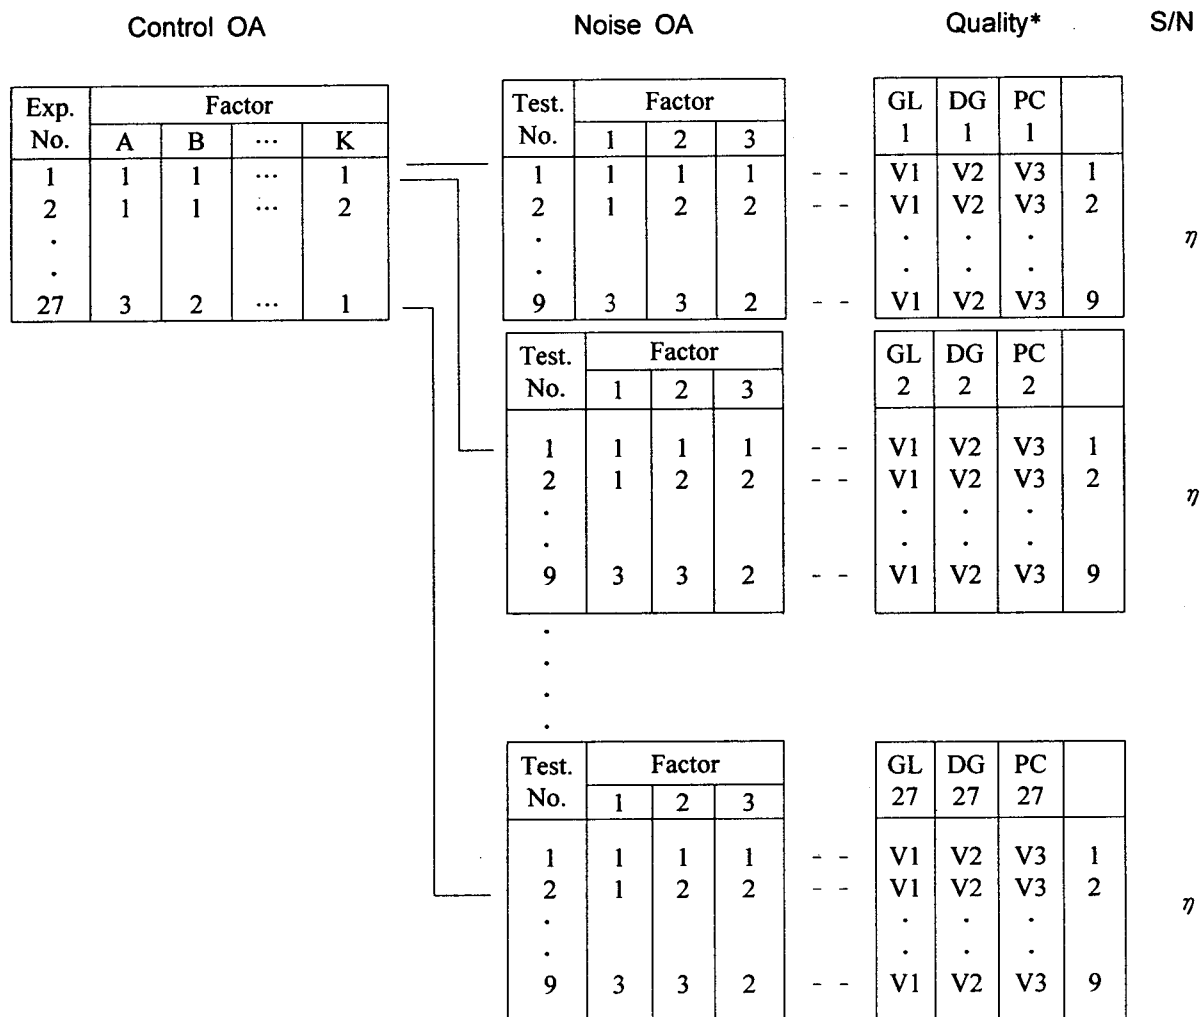 Control OA Noise OA Quality* S/N
Exp. No. Factor
A B ... K
1 1 1 ... 1
2 1 1 ... 2
.
.
27 3 2 ... 1
Test. No. Factor
1 2 3
1 1 1 1 - -
2 1 2 2 - -
.
.
9 3 3 2 - -
GL 1 DG 1 PC 1
V1 V2 V3 1
V1 V2 V3 2
. . .
. . .
V1 V2 V3 9
η
Test. No. Factor
1 2 3
1 1 1 1 - -
2 1 2 2 - -
.
.
9 3 3 2 - -
GL 2 DG 2 PC 2
V1 V2 V3 1
V1 V2 V3 2
. . .
. . .
V1 V2 V3 9
η
.
.
.
.
Test. No. Factor
1 2 3
1 1 1 1 - -
2 1 2 2 - -
.
.
9 3 3 2 - -
GL 27 DG 27 PC 27
V1 V2 V3 1
V1 V2 V3 2
. . .
. . .
V1 V2 V3 9
η